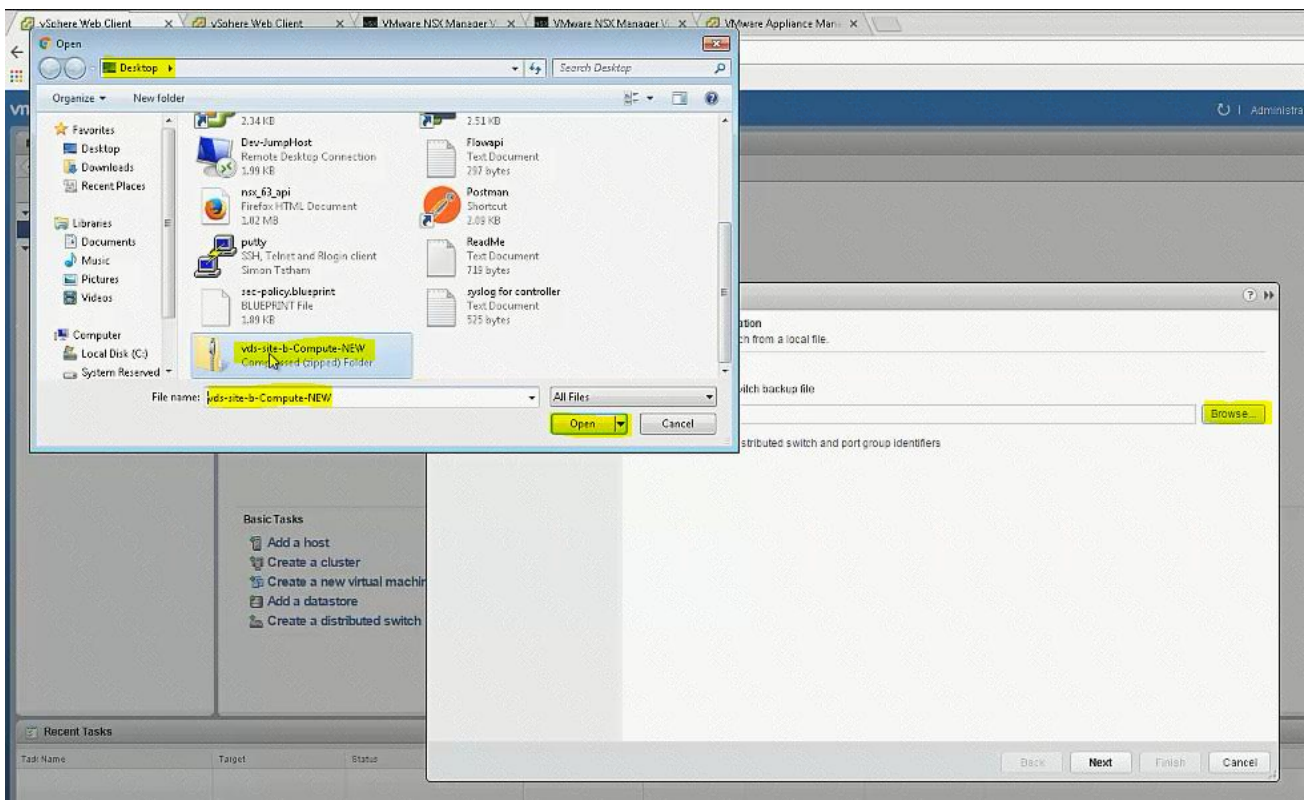 vSphere Web Client
vSphere Web Client
VMware NSX Manager V
VMware NSX Manager V
VMware Appliance Man
Open
Desktop
Search Desktop
Organize
New folder
Administra
Favorites
Desktop
Downloads
Recent Places
Libraries
Documents
Music
Pictures
Videos
Computer
Local Disk (C:)
System Reserved
2.34 KB
2.51 KB
Dev-JumpHost
Remote Desktop Connection
1.99 KB
Flowapi
Text Document
297 bytes
nsx_63_api
Firefox HTML Document
1.02 MB
Postman
Shortcut
2.09 KB
putty
SSH, Telnet and Rlogin client
Simon Tatham
ReadMe
Text Document
719 bytes
sec-policy.blueprint
BLUEPRINT File
1.89 KB
syslog for controller
Text Document
525 bytes
vds-site-b-Compute-NEW
Compressed (zipped) Folder
File name:
vds-site-b-Compute-NEW
All Files
Open
Cancel
ch from a local file.
itch backup file
Browse...
stributed switch and port group identifiers
Basic Tasks
Add a host
Create a cluster
Create a new virtual machin
Add a datastore
Create a distributed switch
Recent Tasks
Task Name
Target
Status
Back
Next
Finish
Cancel